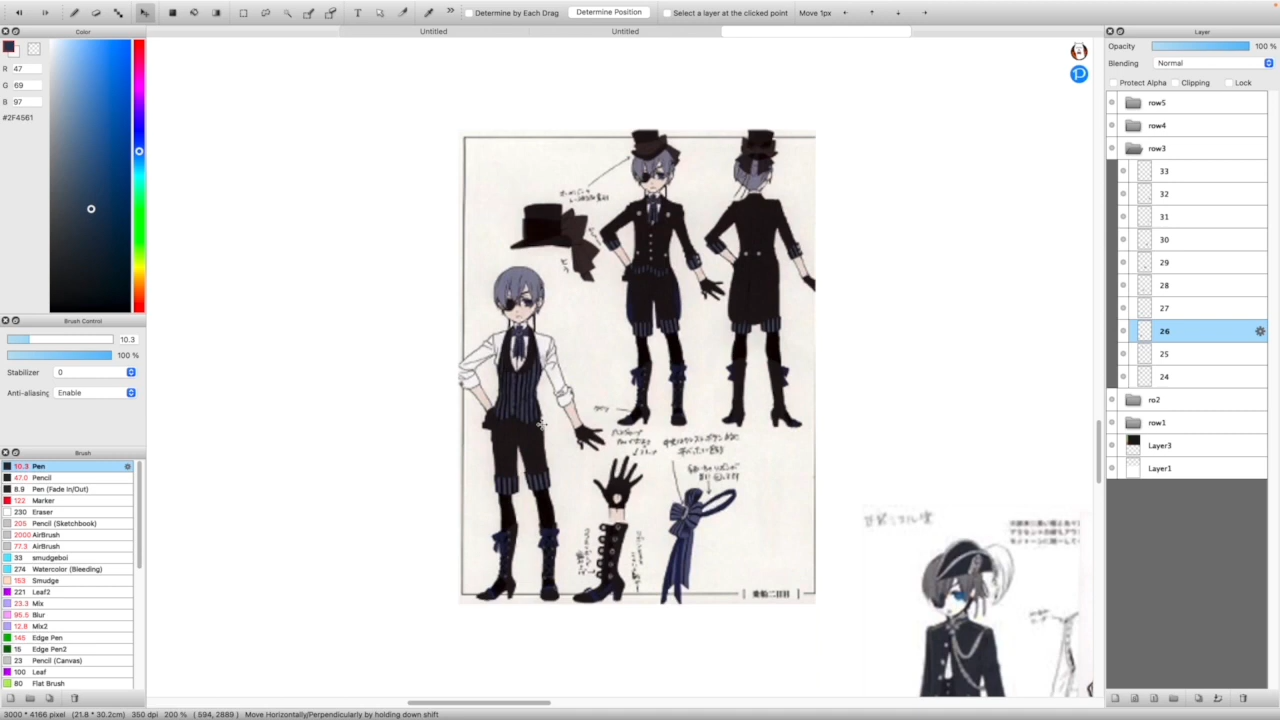 Determine by Each Drag
Determine Position
Select a layer at the clicked point
Move 1px
Color
Untitled
Untitled
Layer
Opacity
100 %
Blending
Normal
Protect Alpha
Clipping
Lock
R
47
G
69
B
97
#2F4561
row5
row4
row3
33
32
31
30
29
28
27
26
25
24
ro2
row1
Layer3
Layer1
Brush Control
10.3
100 %
Stabilizer
0
Anti-aliasing
Enable
Brush
10.3 Pen
47.0 Pencil
8.9 Pen (Fade In/Out)
122 Marker
230 Eraser
205 Pencil (Sketchbook)
2000 AirBrush
77.3 AirBrush
33 smudgeboi
274 Watercolor (Bleeding)
153 Smudge
221 Leaf2
23.3 Mix
95.5 Blur
12.8 Mix2
145 Edge Pen
15 Edge Pen2
23 Pencil (Canvas)
100 Leaf
80 Flat Brush
3000 * 4166 pixel (21.8 * 30.2cm) 350 dpi 200 % ( 594, 2889 ) Move Horizontally/Perpendicularly by holding down shift